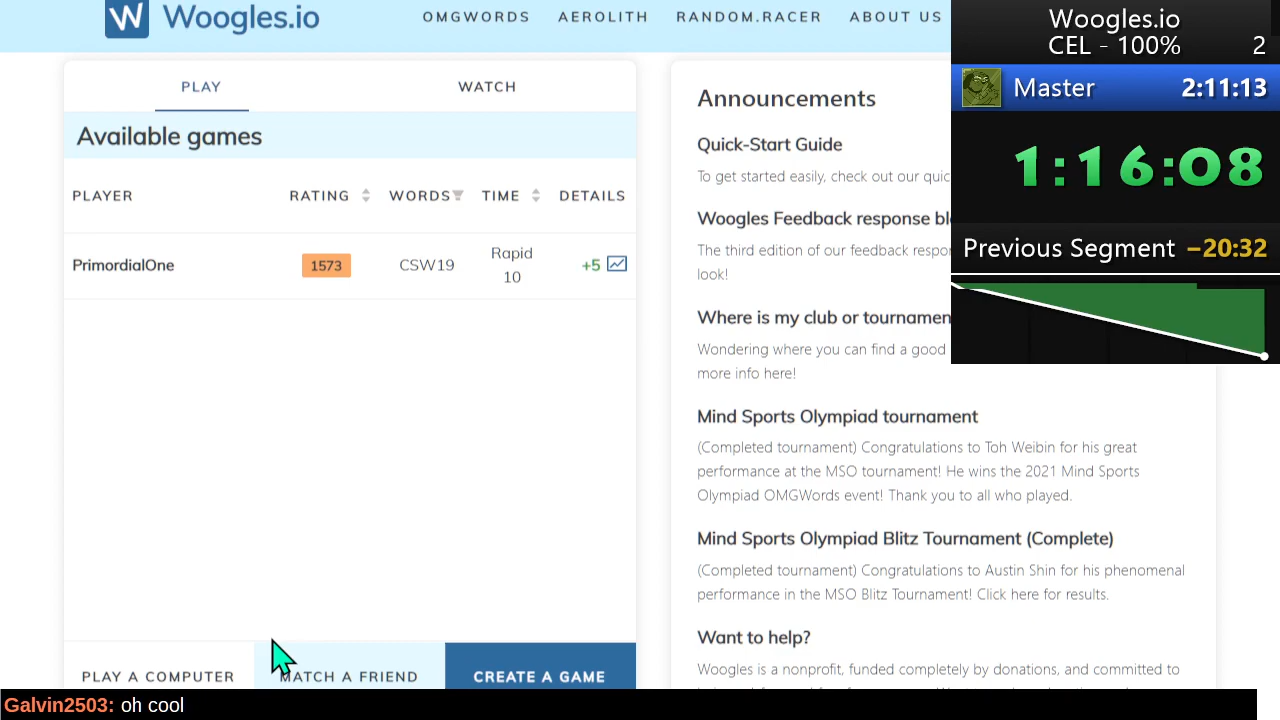 W Woogles.io
OMGWORDS AEROLITH RANDOM.RACER ABOUT US
PLAY WATCH
Available games
PLAYER RATING WORDS TIME DETAILS
PrimordialOne 1573 CSW19 Rapid 10 +5
PLAY A COMPUTER MATCH A FRIEND CREATE A GAME
Announcements
Quick-Start Guide
To get started easily, check out our quic
Woogles Feedback response bl
The third edition of our feedback respon
look!
Where is my club or tournamen
Wondering where you can find a good
more info here!
Mind Sports Olympiad tournament
(Completed tournament) Congratulations to Toh Weibin for his great
performance at the MSO tournament! He wins the 2021 Mind Sports
Olympiad OMGWords event! Thank you to all who played.
Mind Sports Olympiad Blitz Tournament (Complete)
(Completed tournament) Congratulations to Austin Shin for his phenomenal
performance in the MSO Blitz Tournament! Click here for results.
Want to help?
Woogles is a nonprofit, funded completely by donations, and committed to
Woogles.io
CEL - 100% 2
Master 2:11:13
1:16:08
Previous Segment −20:32
Galvin2503: oh cool